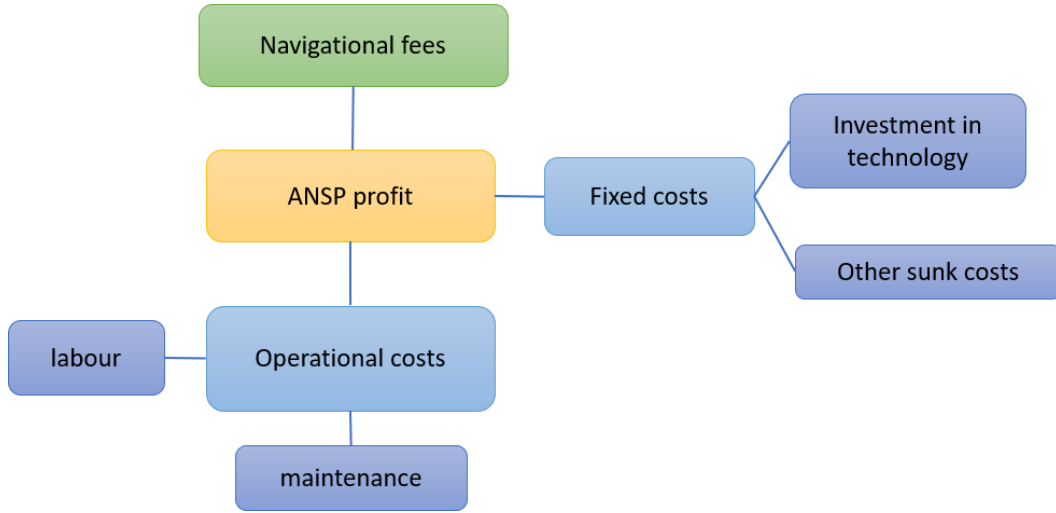 Navigational fees
ANSP profit
Fixed costs
Investment in
technology
Other sunk costs
labour
Operational costs
maintenance